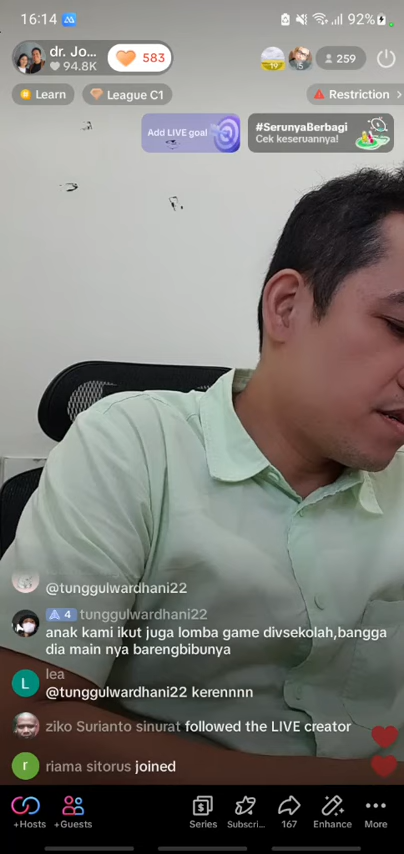 16:14
92%
dr. Jo...
94.8K
583
19
5
259
Learn
League C1
Restriction
Add LIVE goal
#SerunyaBerbagi
Cek keseruannya!
@tunggulwardhani22
4 tunggulwardhani22
anak kami ikut juga lomba game divsekolah,bangga
dia main nya barengbibunya
L
lea
@tunggulwardhani22 kerennnn
ziko Surianto sinurat followed the LIVE creator
r
riama sitorus joined
+Hosts
+Guests
Series
Subscri...
167
Enhance
More